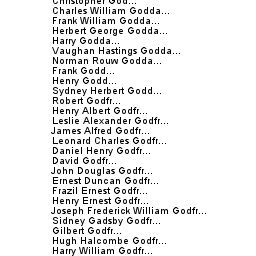 Christopher God...
Charles William Godda...
Frank William Godda...
Herbert George Godda...
Harry Godda...
Vaughan Hastings Godda...
Norman Rouw Godda...
Frank Godd...
Henry Godd...
Sydney Herbert Godd...
Robert Godfr...
Henry Albert Godfr...
Leslie Alexander Godfr...
James Alfred Godfr...
Leonard Charles Godfr...
Daniel Henry Godfr...
David Godfr...
John Douglas Godfr...
Ernest Duncan Godfr...
Frazil Ernest Godfr...
Henry Ernest Godfr...
Joseph Frederick William Godfr...
Sidney Gadsby Godfr...
Gilbert Godfr...
Hugh Halcombe Godfr...
Harry William Godfr...